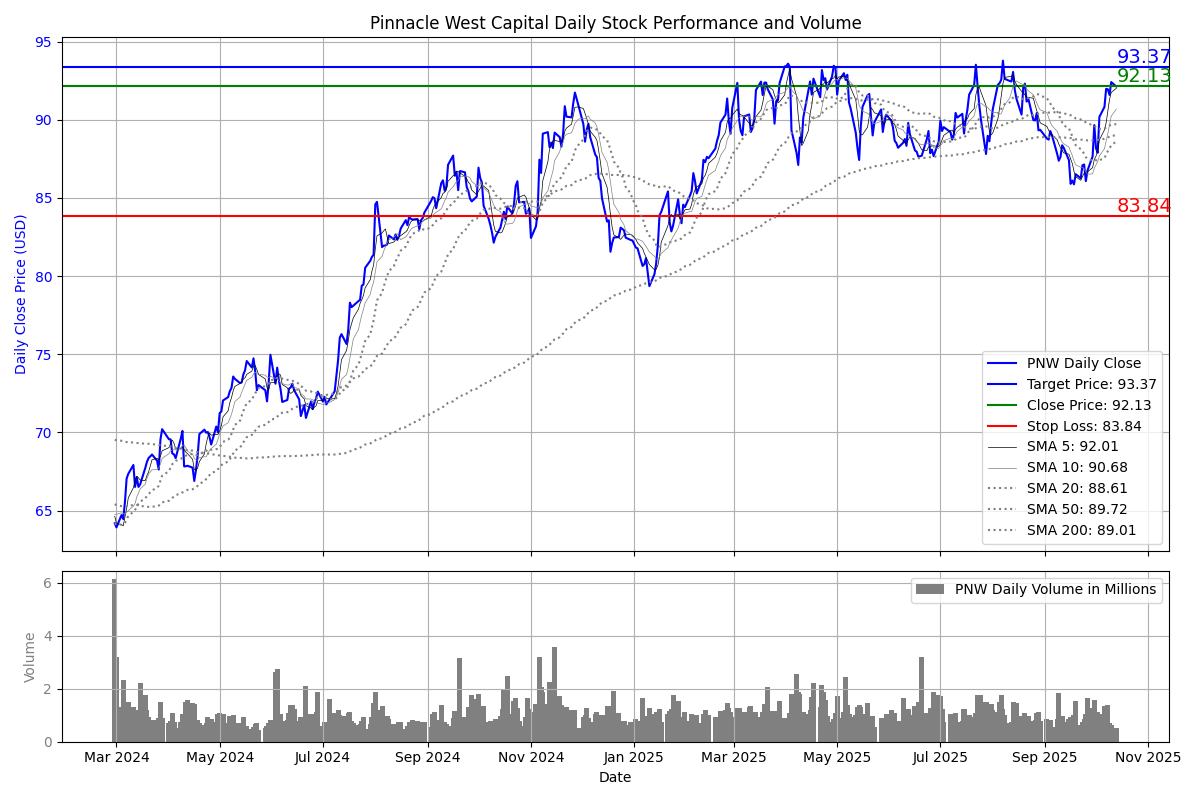 Pinnacle West Capital Daily Stock Performance and Volume
95
90
85
80
75
70
65
Daily Close Price (USD)
93.37
92.13
83.84
PNW Daily Close
Target Price: 93.37
Close Price: 92.13
Stop Loss: 83.84
SMA 5: 92.01
SMA 10: 90.68
SMA 20: 88.61
SMA 50: 89.72
SMA 200: 89.01
6
4
2
0
Volume
PNW Daily Volume in Millions
Mar 2024 May 2024 Jul 2024 Sep 2024 Nov 2024 Jan 2025 Mar 2025 May 2025 Jul 2025 Sep 2025 Nov 2025
Date